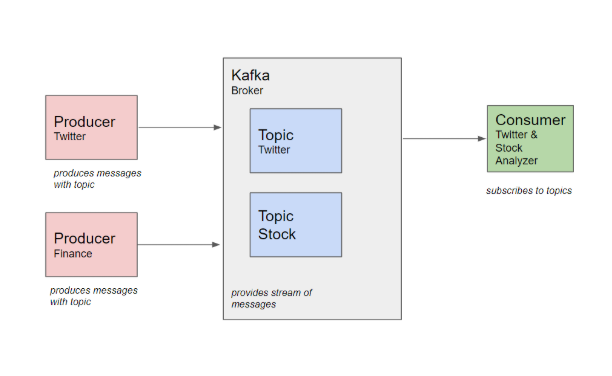 Kafka
Broker
Producer
Twitter
produces messages
with topic
Topic
Twitter
Consumer
Twitter &
Stock
Analyzer
subscribes to topics
Producer
Finance
produces messages
with topic
Topic
Stock
provides stream of
messages